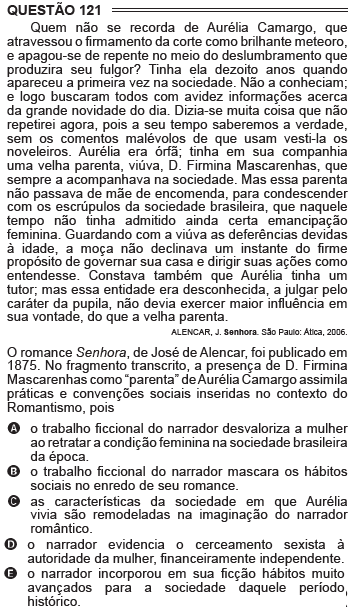 QUESTÃO 121
Quem não se recorda de Aurélia Camargo, que
atravessou o firmamento da corte como brilhante meteoro,
e apagou-se de repente no meio do deslumbramento que
produzira seu fulgor? Tinha ela dezoito anos quando
apareceu a primeira vez na sociedade. Não a conheciam;
e logo buscaram todos com avidez informações acerca
da grande novidade do dia. Dizia-se muita coisa que não
repetirei agora, pois a seu tempo saberemos a verdade,
sem os comentos malévolos de que usam vesti-la os
noveleiros. Aurélia era órfã; tinha em sua companhia
uma velha parenta, viúva, D. Firmina Mascarenhas, que
sempre a acompanhava na sociedade. Mas essa parenta
não passava de mãe de encomenda, para condescender
com os escrúpulos da sociedade brasileira, que naquele
tempo não tinha admitido ainda certa emancipação
feminina. Guardando com a viúva as deferências devidas
à idade, a moça não declinava um instante do firme
propósito de governar sua casa e dirigir suas ações como
entendesse. Constava também que Aurélia tinha um
tutor; mas essa entidade era desconhecida, a julgar pelo
caráter da pupila, não devia exercer maior influência em
sua vontade, do que a velha parenta.
ALENCAR, J. Senhora. São Paulo: Ática, 2006.
O romance Senhora, de José de Alencar, foi publicado em
1875. No fragmento transcrito, a presença de D. Firmina
Mascarenhas como “parenta” de Aurélia Camargo assimila
práticas e convenções sociais inseridas no contexto do
Romantismo, pois
A o trabalho ficcional do narrador desvaloriza a mulher
ao retratar a condição feminina na sociedade brasileira
da época.
B o trabalho ficcional do narrador mascara os hábitos
sociais no enredo de seu romance.
C as características da sociedade em que Aurélia
vivia são remodeladas na imaginação do narrador
romântico.
D o narrador evidencia o cerceamento sexista à
autoridade da mulher, financeiramente independente.
E o narrador incorporou em sua ficção hábitos muito
avançados para a sociedade daquele período
histórico.